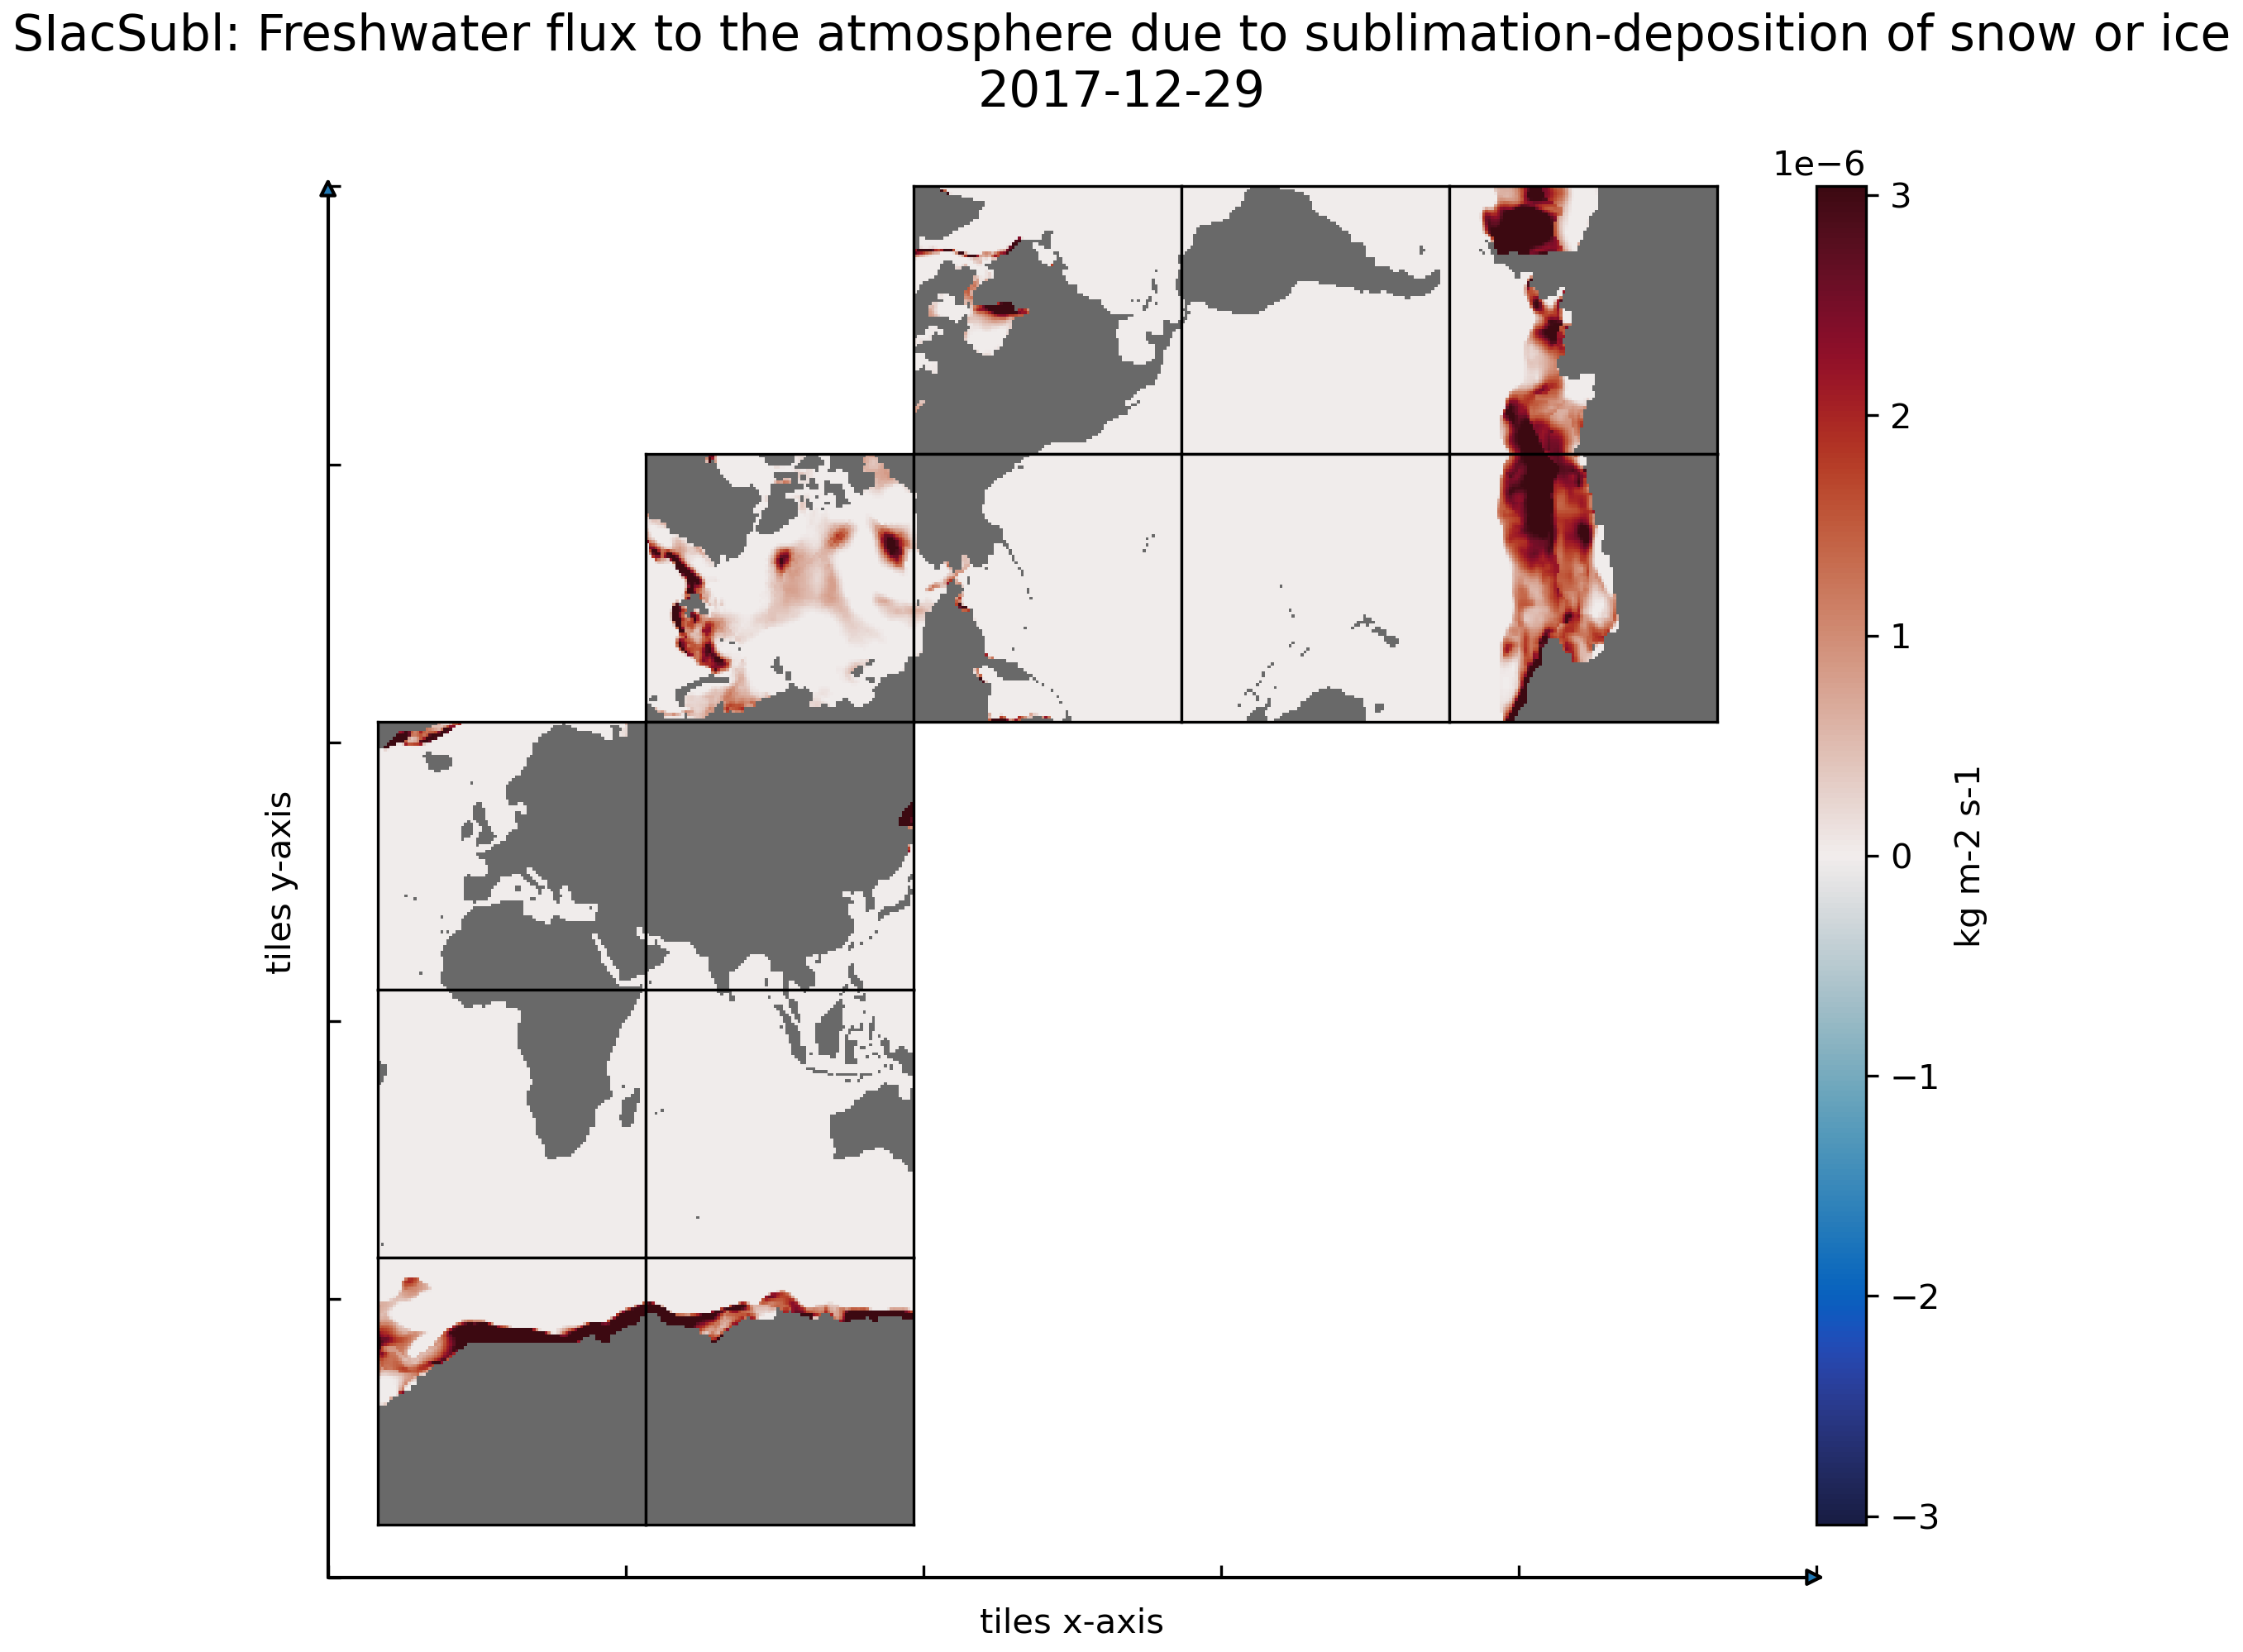 SIacSubl: Freshwater flux to the atmosphere due to sublimation-deposition of snow or ice
2017-12-29
1e−6
3
2
1
0
−1
−2
−3
kg m-2 s-1
tiles y-axis
tiles x-axis